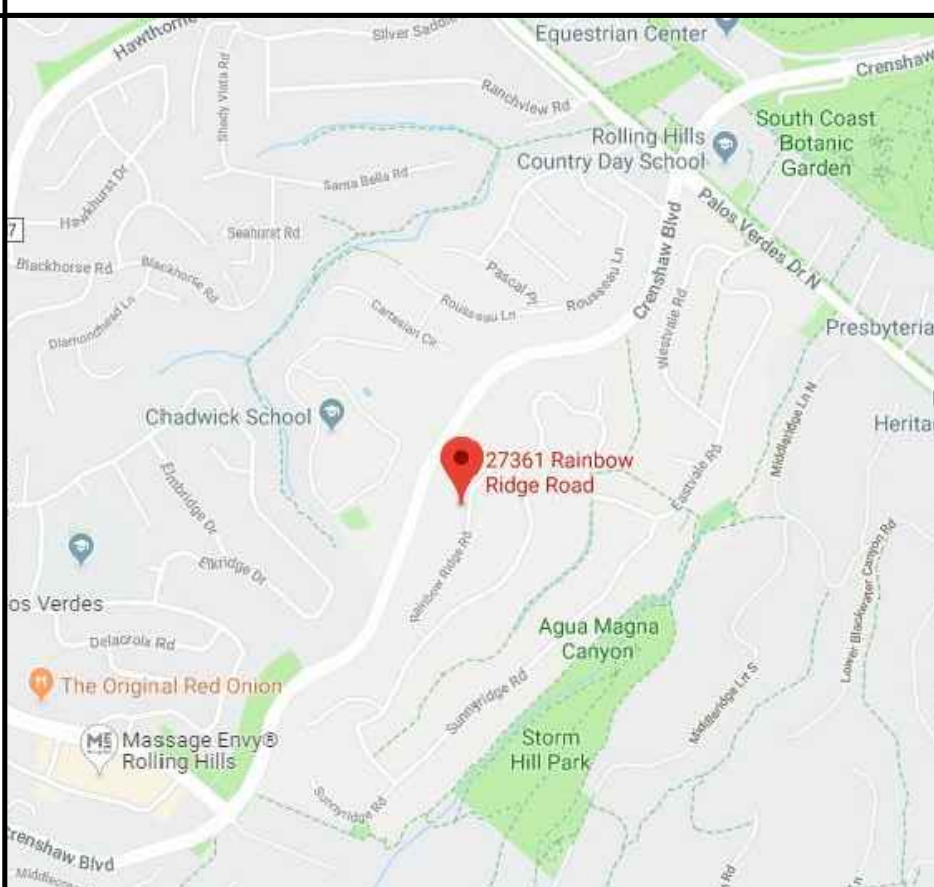 Hawthorne
Silver Saddle
Equestrian Center
Crenshaw
Shady Vista Rd
Ranchview Rd
South Coast
Botanic
Garden
Rolling Hills
Country Day School
Santa Bella Rd
Hawkhurst Dr
7
Seahurst Rd
Palos Verdes Dr N
Crenshaw Blvd
Blackhorse Rd
Blackhorse Rd
Pascal Pl
Rousseau Ln
Rousseau Ln
Cartesian Cir
Diamondhead Ln
Westvale Rd
Presbyteria
Chadwick School
Middleridge Ln N
Herita
27361 Rainbow
Ridge Road
Elmbridge Dr
Eastvale Rd
Elkridge Dr
Rainbow Ridge Rd
Lower Blackwater Canyon Rd
os Verdes
Delacroix Rd
Agua Magna
Canyon
The Original Red Onion
Sunnyridge Rd
Middleridge Ln S
ME
Massage Envy®
Rolling Hills
Storm
Hill Park
Sunnyridge Rd
Crenshaw Blvd
Rd
n